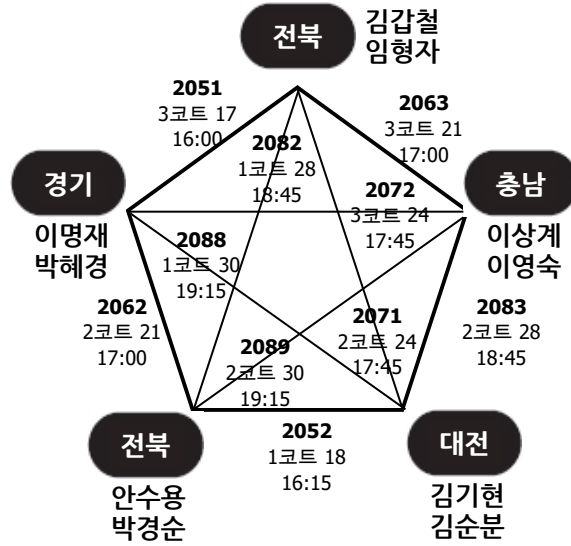 전북
김갑철
임형자
2051
3코트 17
16:00
2063
3코트 21
17:00
2082
1코트 28
18:45
경기
이명재
박혜경
2072
3코트 24
17:45
충남
이상계
이영숙
2088
1코트 30
19:15
2062
2코트 21
17:00
2071
2코트 24
17:45
2083
2코트 28
18:45
2089
2코트 30
19:15
전북
안수용
박경순
2052
1코트 18
16:15
대전
김기현
김순분